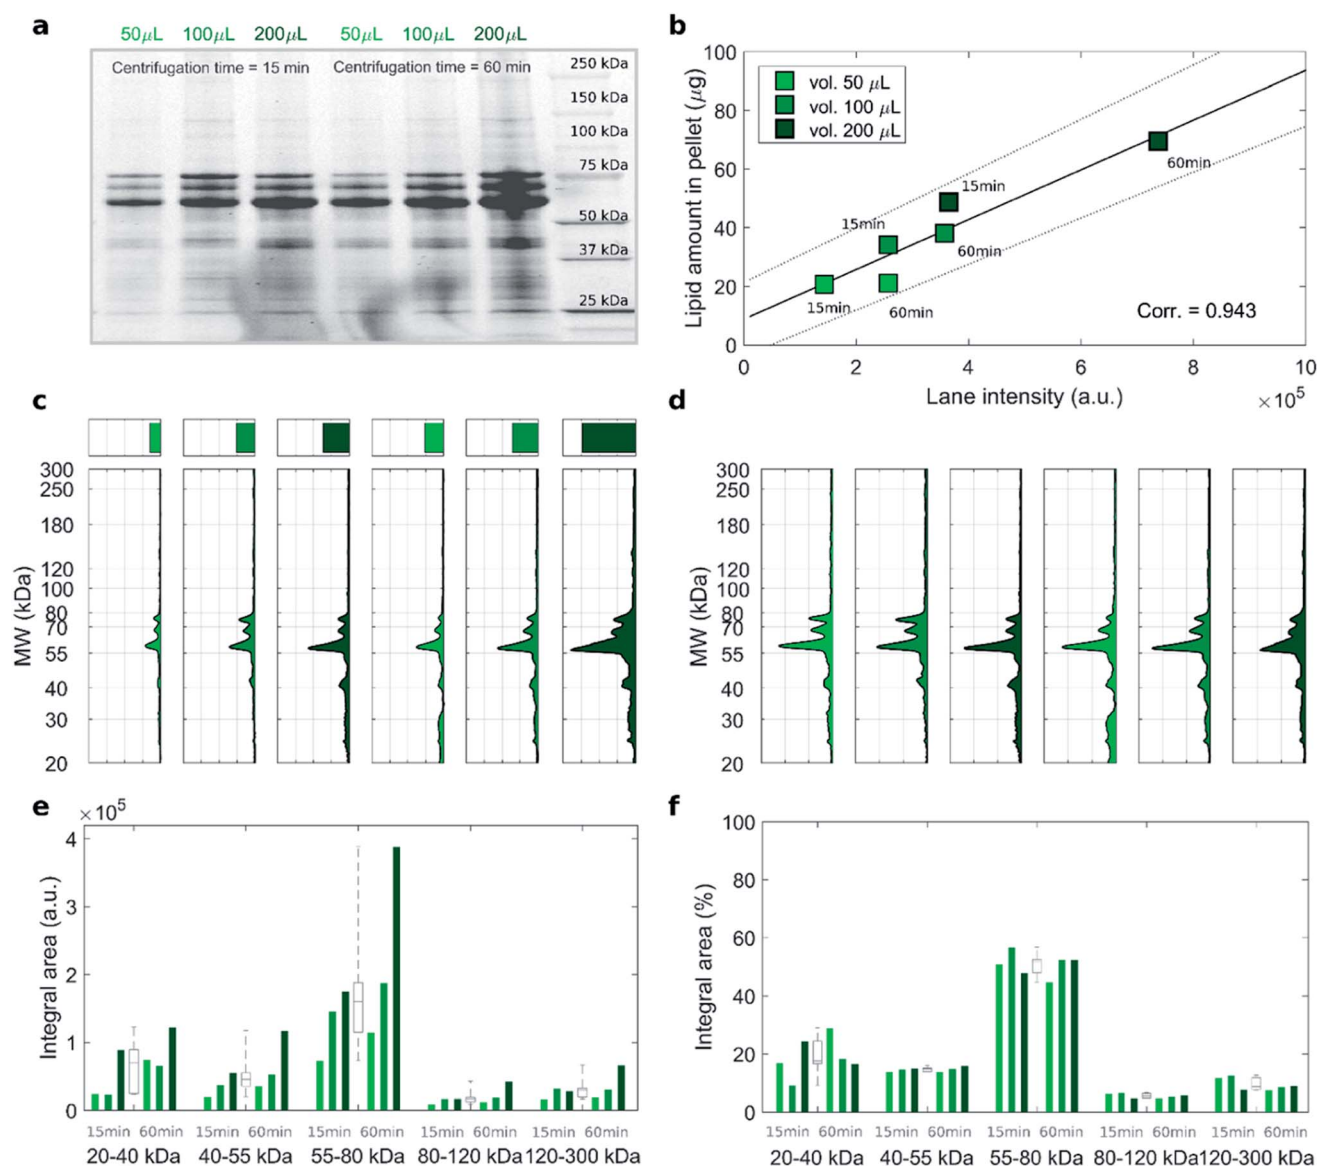 a
50μL 100μL 200μL 50μL 100μL 200μL
Centrifugation time = 15 min Centrifugation time = 60 min
250 kDa
150 kDa
100 kDa
75 kDa
50 kDa
37 kDa
25 kDa
b
100
80
60
40
20
0
Lipid amount in pellet (μg)
vol. 50 μL
vol. 100 μL
vol. 200 μL
15min
60min
15min
15min
60min
60min
Corr. = 0.943
0 2 4 6 8 10
Lane intensity (a.u.)
×10⁵
c
300
250
180
120
100
80
70
55
40
30
20
MW (kDa)
d
300
250
180
120
100
80
70
55
40
30
20
MW (kDa)
e
×10⁵
4
3
2
1
0
Integral area (a.u.)
15min 60min 15min 60min 15min 60min 15min 60min 15min 60min
20-40 kDa 40-55 kDa 55-80 kDa 80-120 kDa 120-300 kDa
f
100
80
60
40
20
0
Integral area (%)
15min 60min 15min 60min 15min 60min 15min 60min 15min 60min
20-40 kDa 40-55 kDa 55-80 kDa 80-120 kDa 120-300 kDa